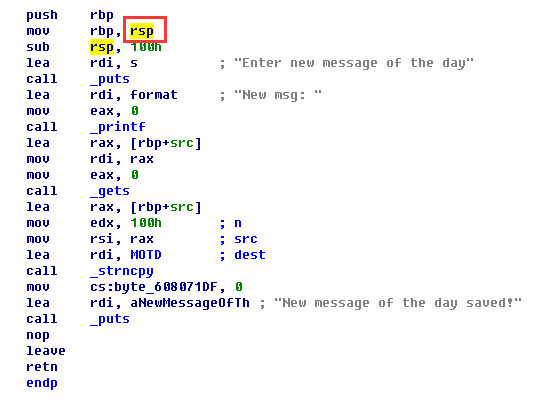 push rbp
mov rbp, rsp
sub rsp, 100h
lea rdi, s ; "Enter new message of the day"
call _puts
lea rdi, format ; "New msg: "
mov eax, 0
call _printf
lea rax, [rbp+src]
mov rdi, rax
mov eax, 0
call _gets
lea rax, [rbp+src]
mov edx, 100h ; n
mov rsi, rax ; src
lea rdi, MOTD ; dest
call _strncpy
mov cs:byte_608071DF, 0
lea rdi, aNewMessageOfTh ; "New message of the day saved!"
call _puts
nop
leave
retn
endp